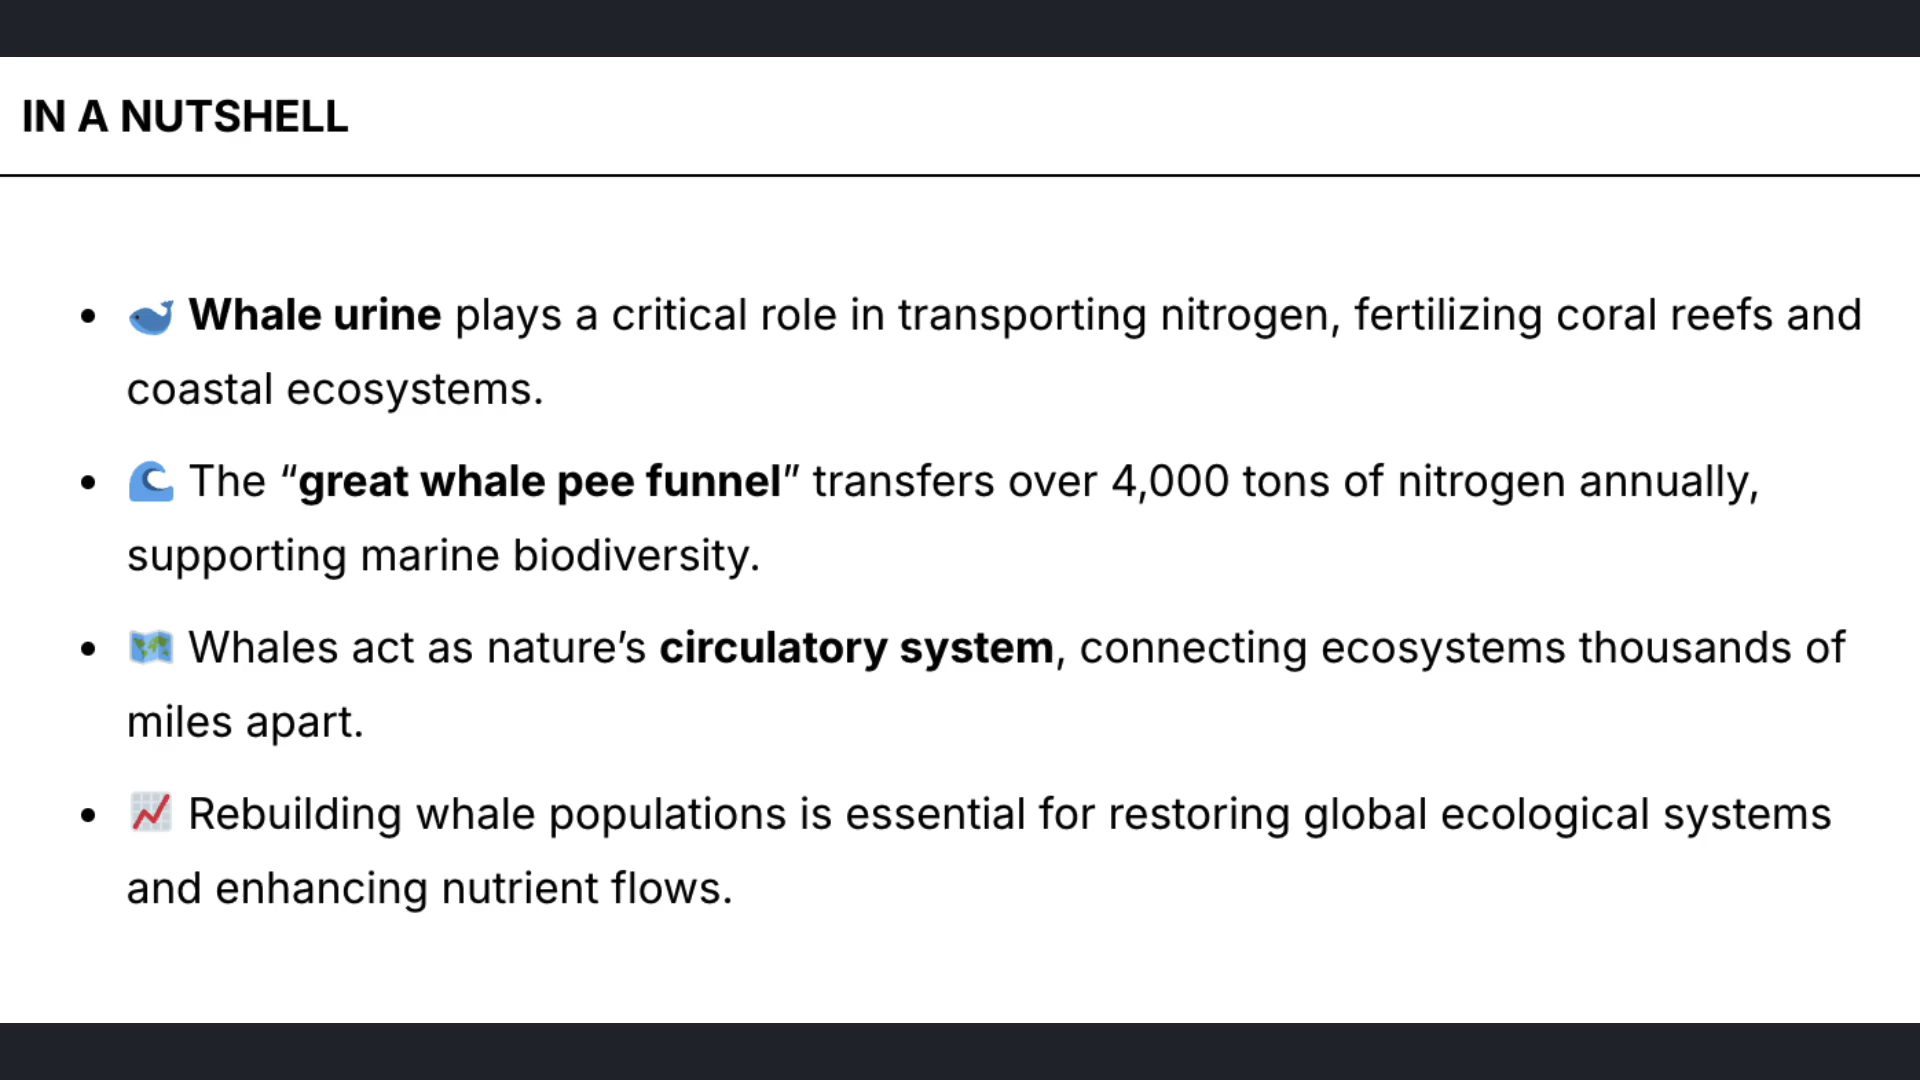 IN A NUTSHELL
• 🐳 Whale urine plays a critical role in transporting nitrogen, fertilizing coral reefs and
coastal ecosystems.
• 🌊 The “great whale pee funnel” transfers over 4,000 tons of nitrogen annually,
supporting marine biodiversity.
• 🗺️ Whales act as nature’s circulatory system, connecting ecosystems thousands of
miles apart.
• 📈 Rebuilding whale populations is essential for restoring global ecological systems
and enhancing nutrient flows.